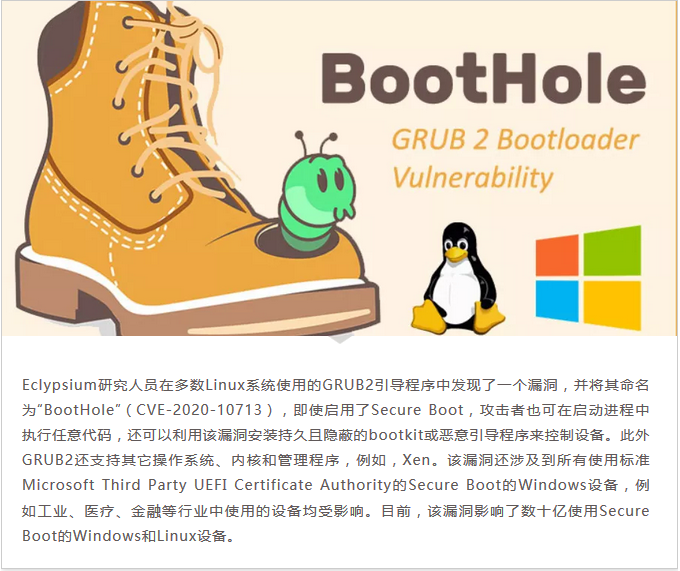 BootHole
GRUB 2 Bootloader
Vulnerability
Eclypsium研究人员在多数Linux系统使用的GRUB2引导程序中发现了一个漏洞，并将其命名
为“BootHole”（CVE-2020-10713），即使启用了Secure Boot，攻击者也可在启动进程中
执行任意代码，还可以利用该漏洞安装持久且隐蔽的bootkit或恶意引导程序来控制设备。此外
GRUB2还支持其它操作系统、内核和管理程序，例如，Xen。该漏洞还涉及到所有使用标准
Microsoft Third Party UEFI Certificate Authority的Secure Boot的Windows设备，例
如工业、医疗、金融等行业中使用的设备均受影响。目前，该漏洞影响了数十亿使用Secure
Boot的Windows和Linux设备。